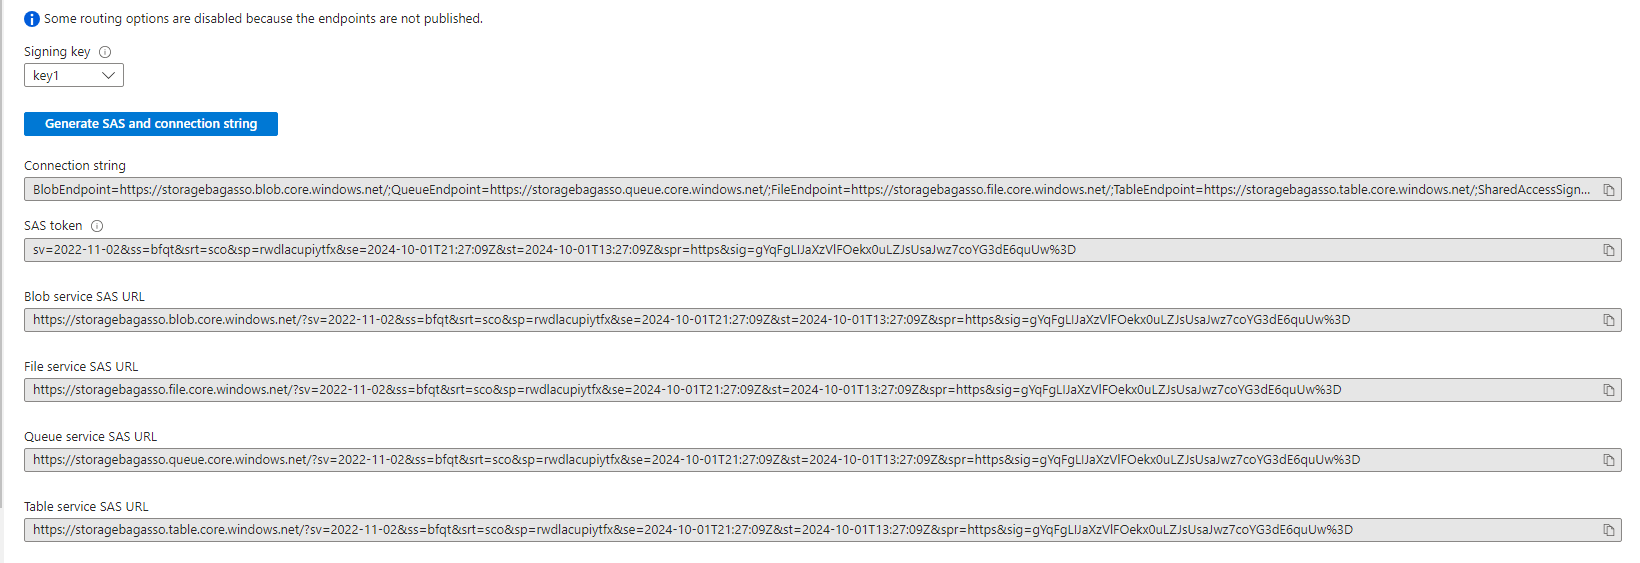 Some routing options are disabled because the endpoints are not published.
Signing key
key1
Generate SAS and connection string
Connection string
BlobEndpoint=https://storagebagasso.blob.core.windows.net/;QueueEndpoint=https://storagebagasso.queue.core.windows.net/;FileEndpoint=https://storagebagasso.file.core.windows.net/;TableEndpoint=https://storagebagasso.table.core.windows.net/;SharedAccessSign...
SAS token
sv=2022-11-02&ss=bfqt&srt=sco&sp=rwdlacupiytfx&se=2024-10-01T21:27:09Z&st=2024-10-01T13:27:09Z&spr=https&sig=gYqFgLIJaXzVlFOekx0uLZJsUsaJwz7coYG3dE6quUw%3D
Blob service SAS URL
https://storagebagasso.blob.core.windows.net/?sv=2022-11-02&ss=bfqt&srt=sco&sp=rwdlacupiytfx&se=2024-10-01T21:27:09Z&st=2024-10-01T13:27:09Z&spr=https&sig=gYqFgLIJaXzVlFOekx0uLZJsUsaJwz7coYG3dE6quUw%3D
File service SAS URL
https://storagebagasso.file.core.windows.net/?sv=2022-11-02&ss=bfqt&srt=sco&sp=rwdlacupiytfx&se=2024-10-01T21:27:09Z&st=2024-10-01T13:27:09Z&spr=https&sig=gYqFgLIJaXzVlFOekx0uLZJsUsaJwz7coYG3dE6quUw%3D
Queue service SAS URL
https://storagebagasso.queue.core.windows.net/?sv=2022-11-02&ss=bfqt&srt=sco&sp=rwdlacupiytfx&se=2024-10-01T21:27:09Z&st=2024-10-01T13:27:09Z&spr=https&sig=gYqFgLIJaXzVlFOekx0uLZJsUsaJwz7coYG3dE6quUw%3D
Table service SAS URL
https://storagebagasso.table.core.windows.net/?sv=2022-11-02&ss=bfqt&srt=sco&sp=rwdlacupiytfx&se=2024-10-01T21:27:09Z&st=2024-10-01T13:27:09Z&spr=https&sig=gYqFgLIJaXzVlFOekx0uLZJsUsaJwz7coYG3dE6quUw%3D